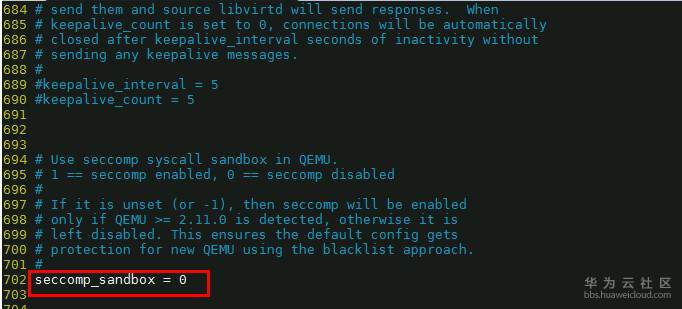 684 # send them and source libvirtd will send responses.  When
685 # keepalive_count is set to 0, connections will be automatically
686 # closed after keepalive_interval seconds of inactivity without
687 # sending any keepalive messages.
688 #
689 #keepalive_interval = 5
690 #keepalive_count = 5
691
692
693
694 # Use seccomp syscall sandbox in QEMU.
695 # 1 == seccomp enabled, 0 == seccomp disabled
696 #
697 # If it is unset (or -1), then seccomp will be enabled
698 # only if QEMU >= 2.11.0 is detected, otherwise it is
699 # left disabled. This ensures the default config gets
700 # protection for new QEMU using the blacklist approach.
701 #
702 seccomp_sandbox = 0
703
704
华为云社区
bbs.huaweicloud.com